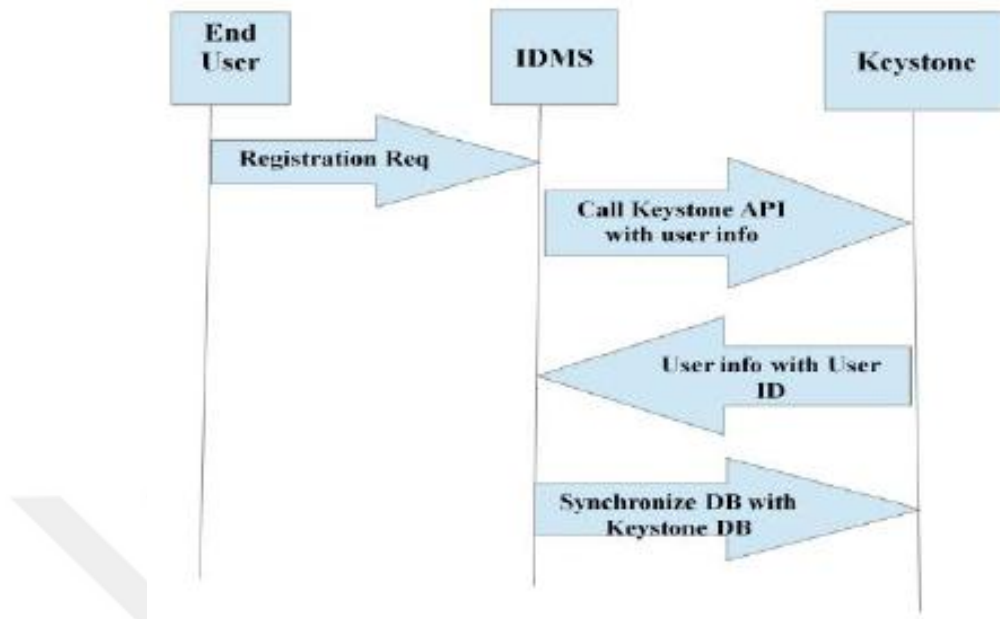 End
User
IDMS
Keystone
Registration Req
Call Keystone API
with user info
User info with User
ID
Synchronize DB with
Keystone DB